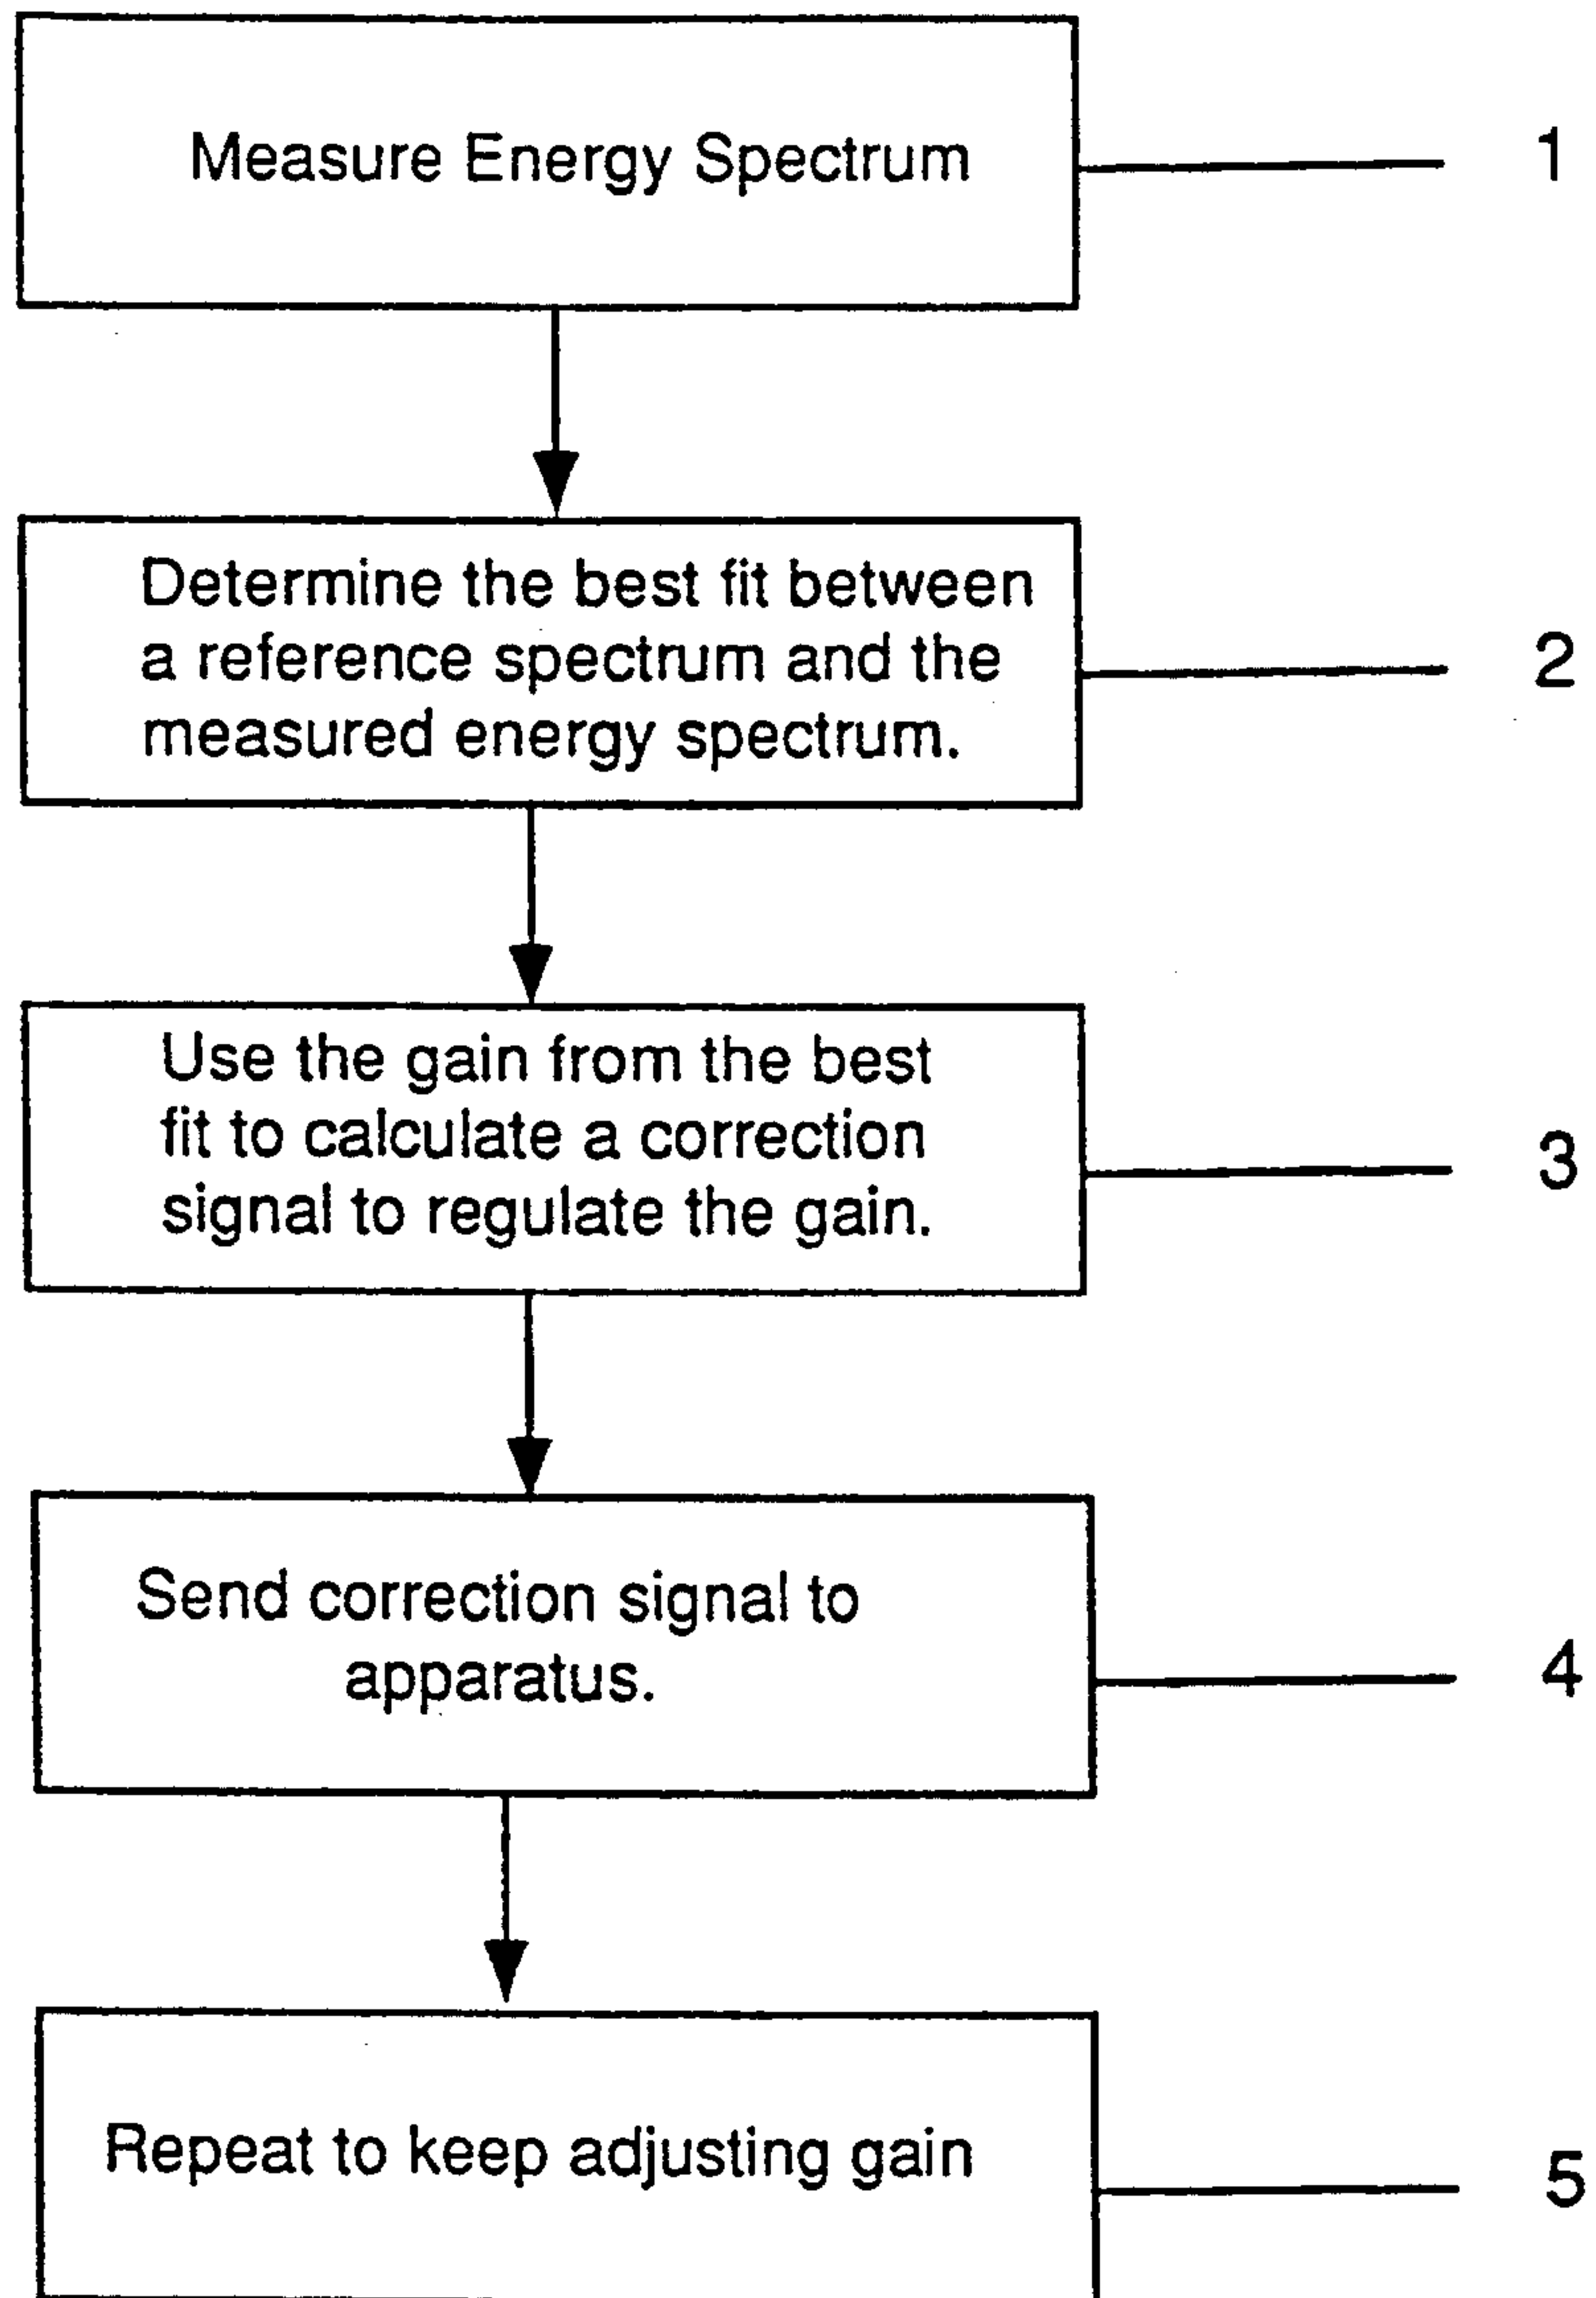 Measure Energy Spectrum
1
Determine the best fit between
a reference spectrum and the
measured energy spectrum.
2
Use the gain from the best
fit to calculate a correction
signal to regulate the gain.
3
Send correction signal to
apparatus.
4
Repeat to keep adjusting gain
5